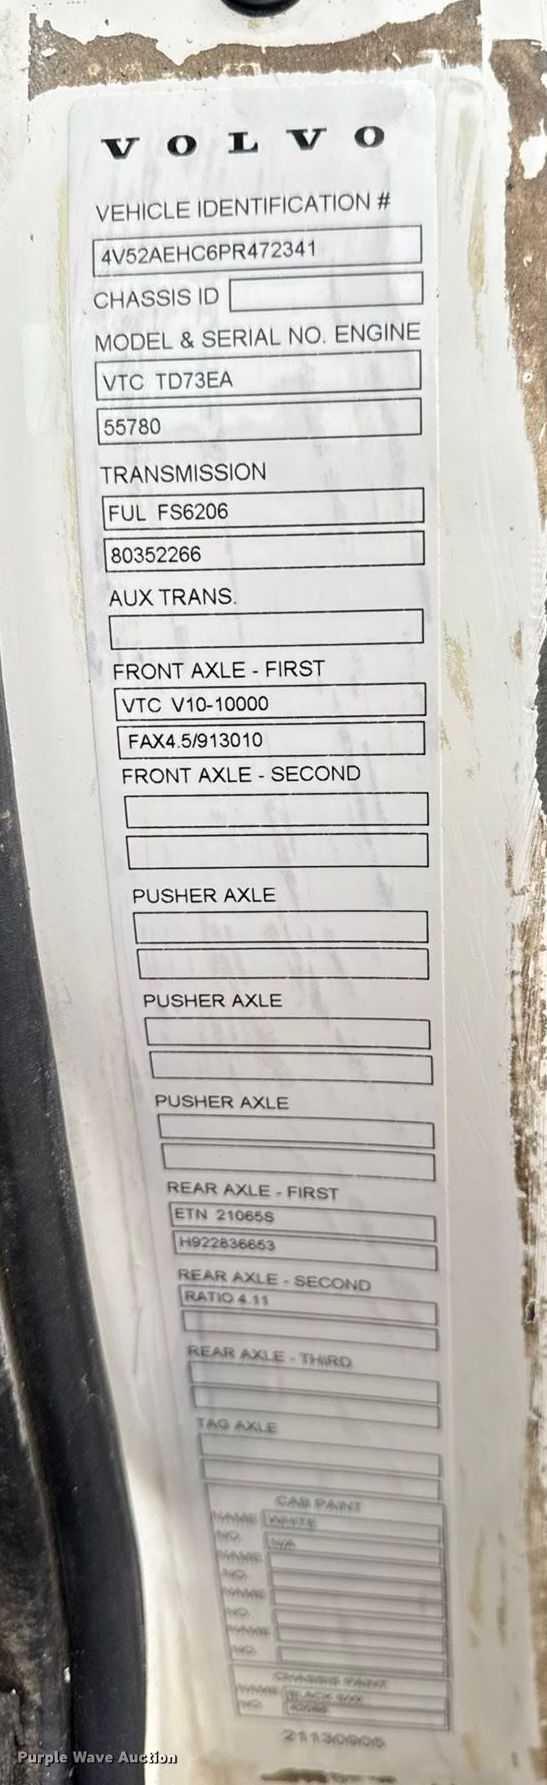 VOLVO
VEHICLE IDENTIFICATION #
4V52AEHC6PR472341
CHASSIS ID
MODEL & SERIAL NO. ENGINE
VTC TD73EA
55780
TRANSMISSION
FUL FS6206
80352266
AUX TRANS.
FRONT AXLE - FIRST
VTC V10-10000
FAX4.5/913010
FRONT AXLE - SECOND
PUSHER AXLE
PUSHER AXLE
PUSHER AXLE
REAR AXLE - FIRST
ETN 21065S
H922836653
REAR AXLE - SECOND
RATIO 4.11
REAR AXLE - THIRD
TAG AXLE
CAB PAINT
NAME WHITE
NO. N/A
NAME
NO.
NAME
NO.
NAME
NO.
CHASSIS PAINT
NAME BLACK
NO.
Purple Wave Auction